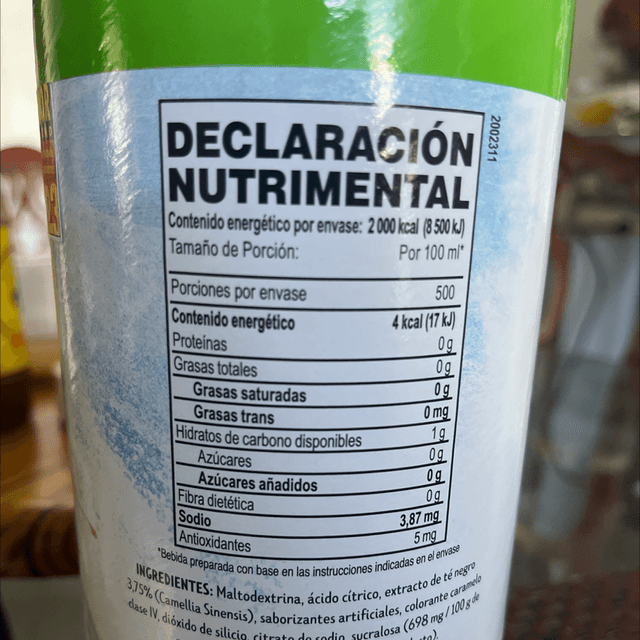 DECLARACIÓN
NUTRIMENTAL
Contenido energético por envase: 2 000 kcal (8 500 kJ)
Tamaño de Porción: Por 100 ml*
Porciones por envase 500
Contenido energético 4 kcal (17 kJ)
Proteínas 0 g
Grasas totales 0 g
Grasas saturadas 0 g
Grasas trans 0 mg
Hidratos de carbono disponibles 1 g
Azúcares 0 g
Azúcares añadidos 0 g
Fibra dietética 0 g
Sodio 3,87 mg
Antioxidantes 5 mg
*Bebida preparada con base en las instrucciones indicadas en el envase
2002311
INGREDIENTES: Maltodextrina, ácido cítrico, extracto de té negro
3,75% (Camellia Sinensis), saborizantes artificiales, colorante caramelo
clase IV, dióxido de silicio, citrato de sodio, sucralosa (698 mg / 100 g de